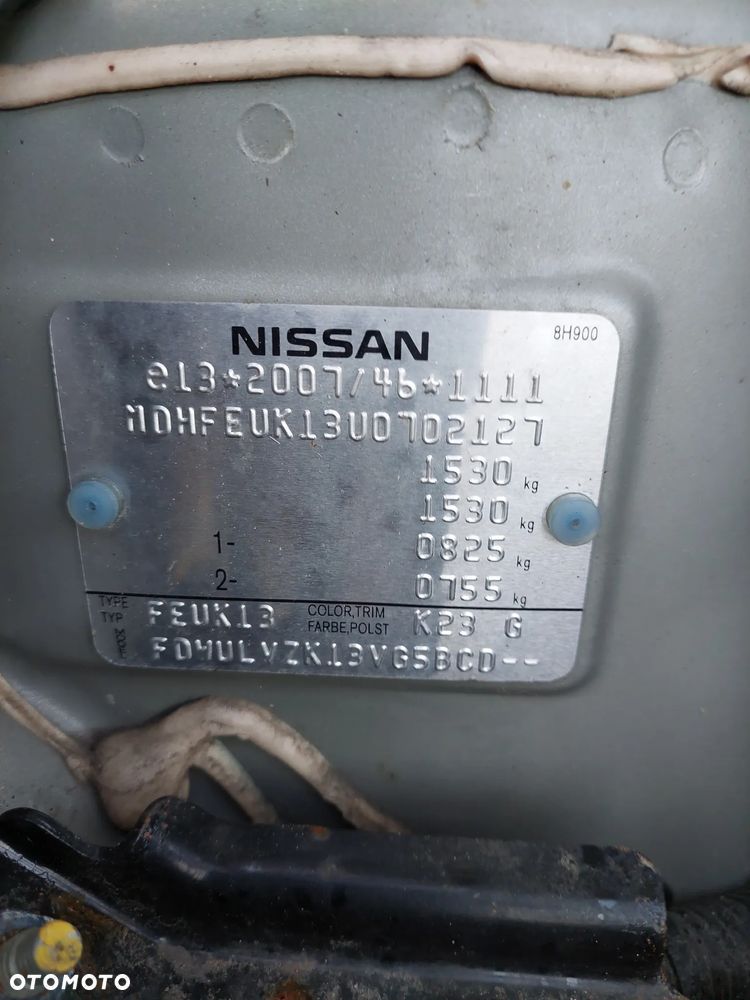 NISSAN 8H900
e13*2007/46*1111
MDHFEUK13U0702127
1530 kg
1530 kg
1- 0825 kg
2- 0755 kg
TYPE TYP FEUK13 COLOR,TRIM FARBE,POLST K23 G
MODELE FDMULVZK13VG5BCD--
OTOMOTO